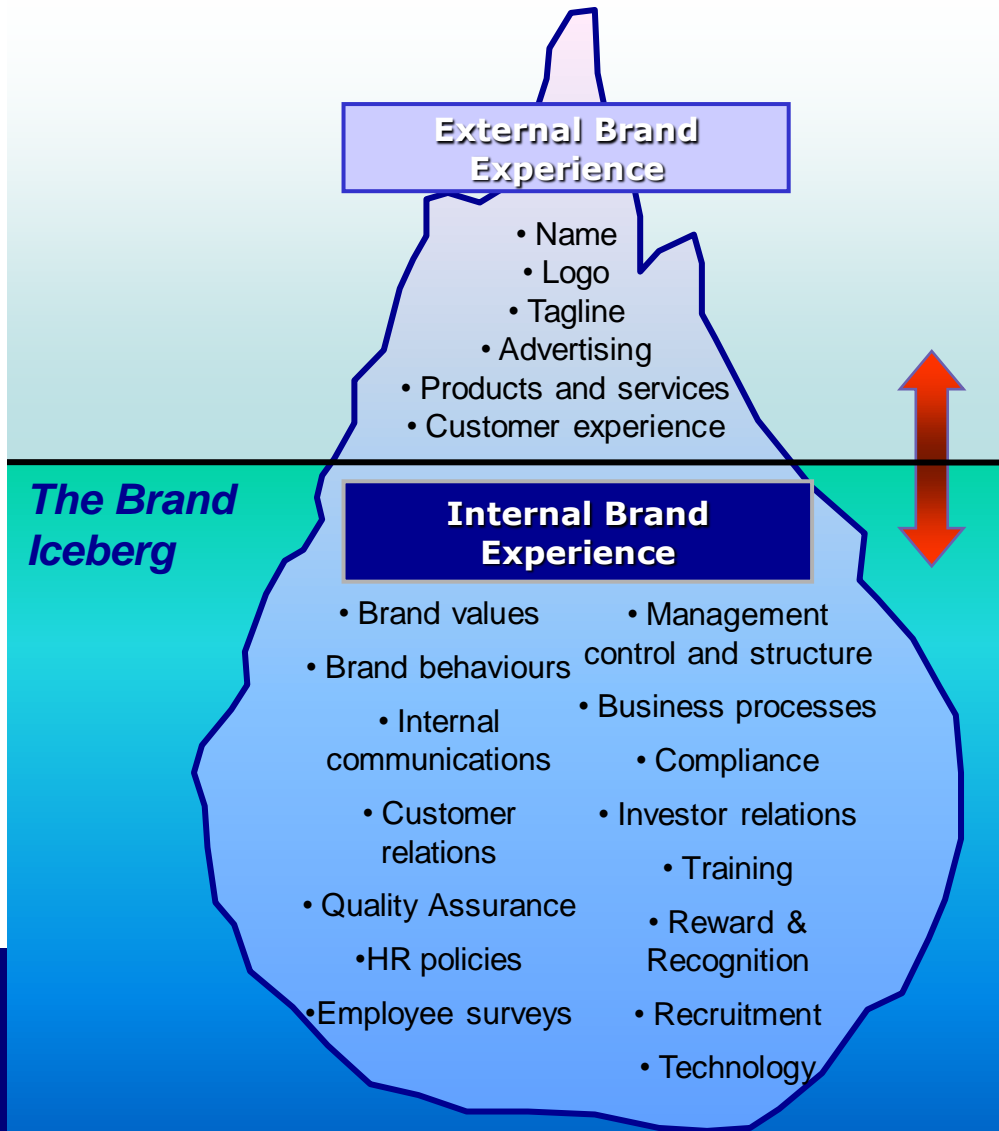 External Brand
Experience
• Name
• Logo
• Tagline
• Advertising
• Products and services
• Customer experience
The Brand
Iceberg
Internal Brand
Experience
• Brand values
• Brand behaviours
• Internal
communications
• Customer
relations
• Quality Assurance
•HR policies
•Employee surveys
• Management
control and structure
• Business processes
• Compliance
• Investor relations
• Training
• Reward &
Recognition
• Recruitment
• Technology